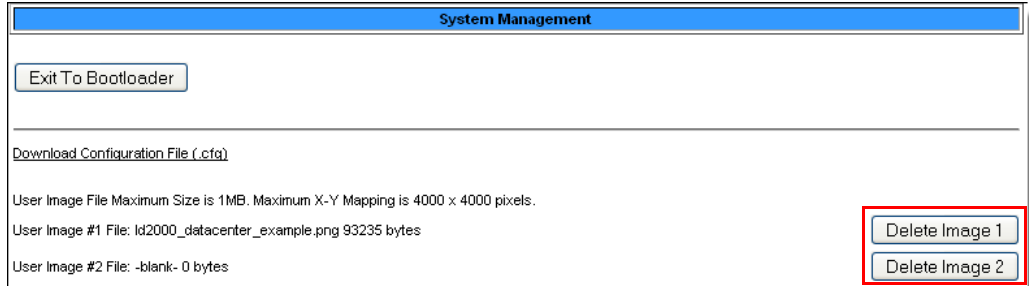 System Management
Exit To Bootloader
Download Configuration File (.cfg)
User Image File Maximum Size is 1MB. Maximum X-Y Mapping is 4000 x 4000 pixels.
User Image #1 File: ld2000_datacenter_example.png 93235 bytes
Delete Image 1
User Image #2 File: -blank- 0 bytes
Delete Image 2